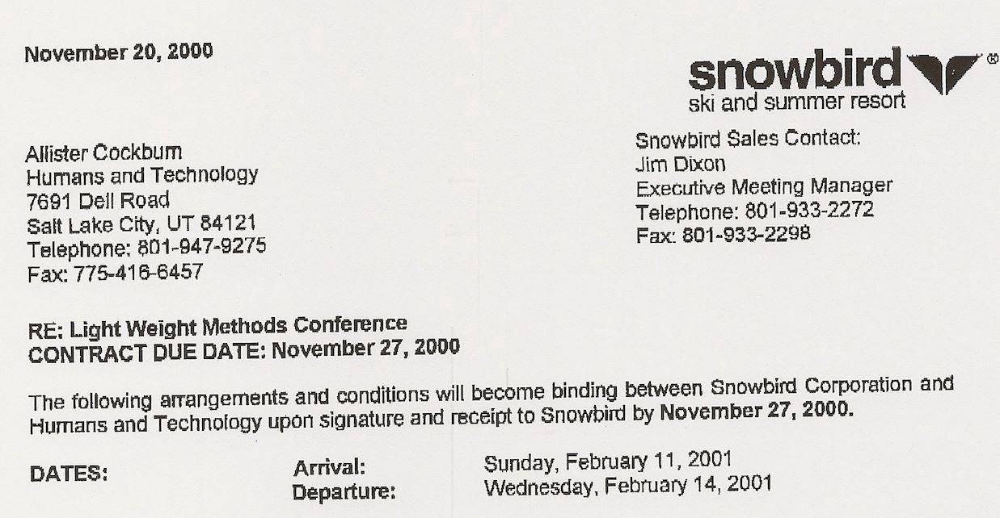 November 20, 2000
snowbird ®
ski and summer resort
Allister Cockburn
Humans and Technology
7691 Dell Road
Salt Lake City, UT 84121
Telephone: 801-947-9275
Fax: 775-416-6457
Snowbird Sales Contact:
Jim Dixon
Executive Meeting Manager
Telephone: 801-933-2272
Fax: 801-933-2298
RE: Light Weight Methods Conference
CONTRACT DUE DATE: November 27, 2000
The following arrangements and conditions will become binding between Snowbird Corporation and
Humans and Technology upon signature and receipt to Snowbird by November 27, 2000.
DATES: Arrival: Sunday, February 11, 2001
Departure: Wednesday, February 14, 2001